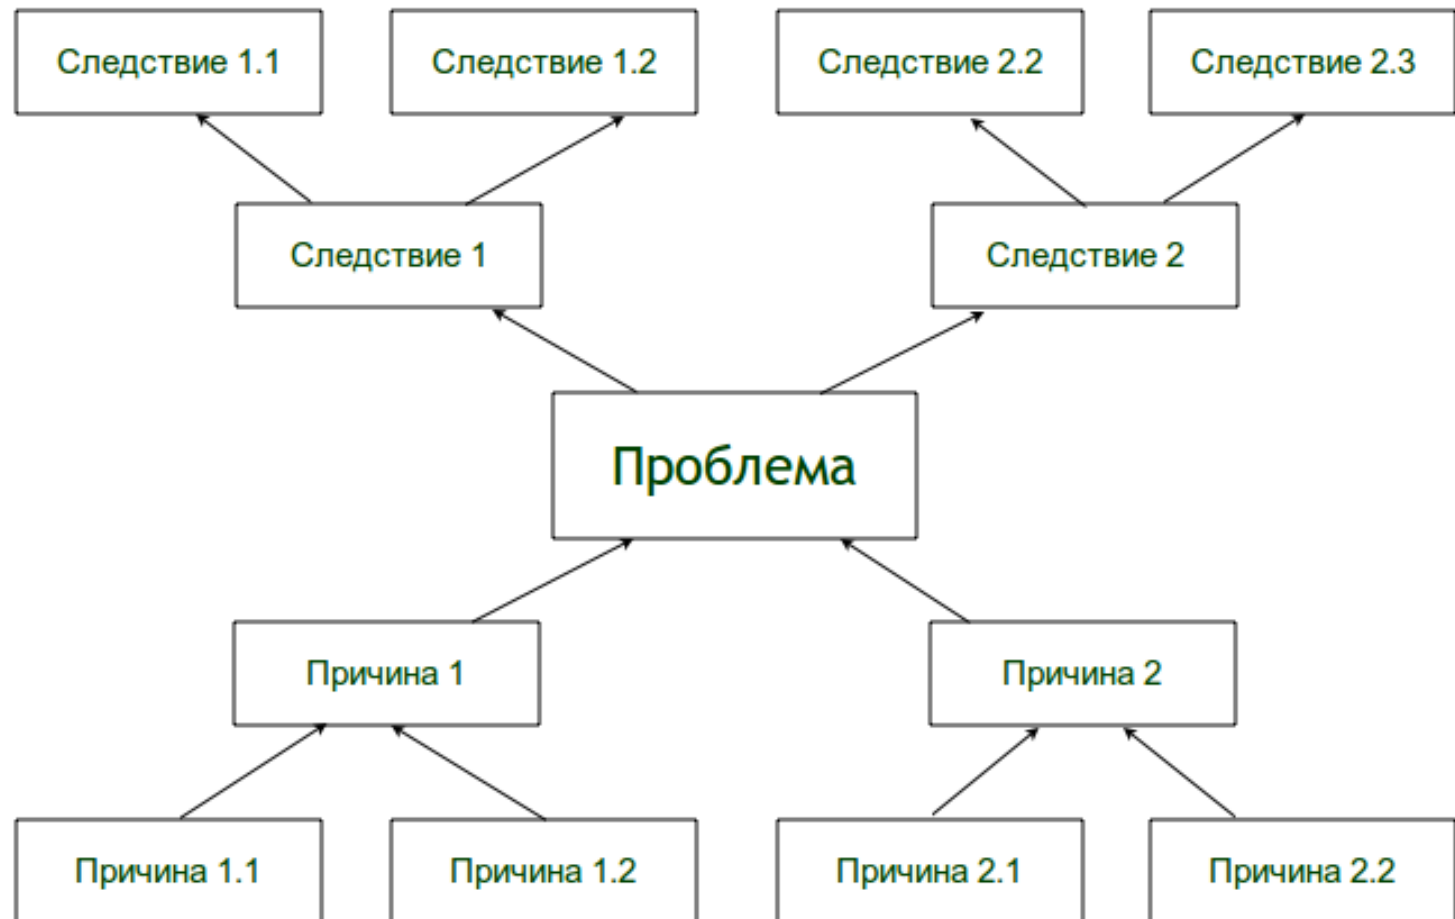 Следствие 1.1
Следствие 1.2
Следствие 2.2
Следствие 2.3
Следствие 1
Следствие 2
Проблема
Причина 1
Причина 2
Причина 1.1
Причина 1.2
Причина 2.1
Причина 2.2